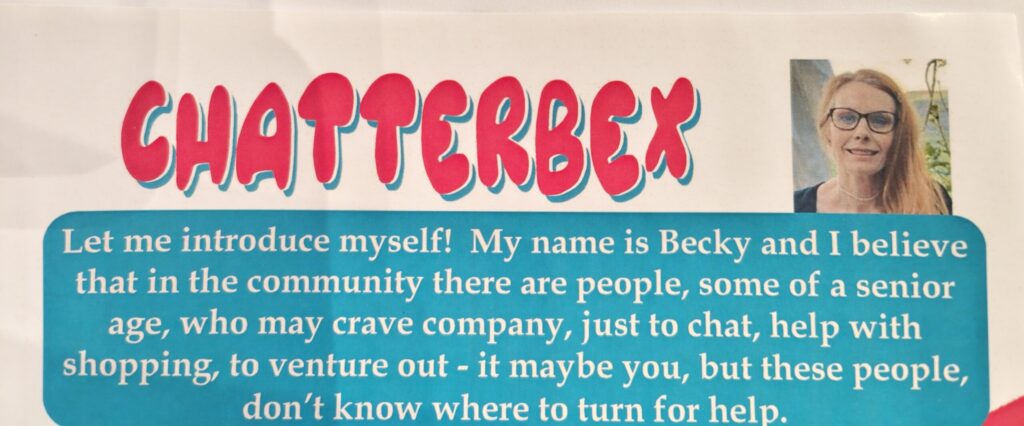 CHATTERBEX
Let me introduce myself!  My name is Becky and I believe
that in the community there are people, some of a senior
age, who may crave company, just to chat, help with
shopping, to venture out - it maybe you, but these people,
don't know where to turn for help.